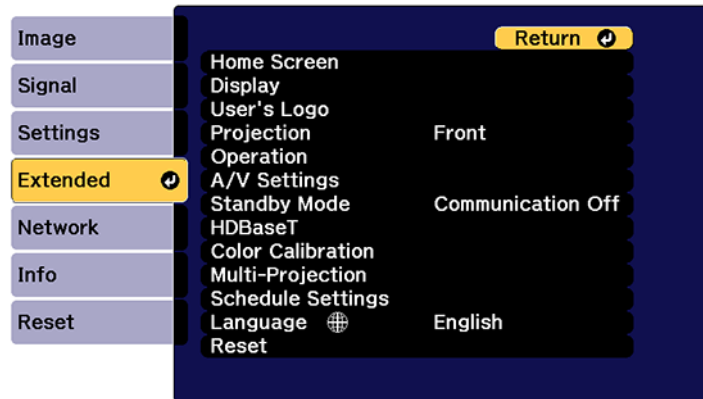 Image
Signal
Settings
Extended
Network
Info
Reset
Return
Home Screen
Display
User's Logo
Projection Front
Operation
A/V Settings
Standby Mode Communication Off
HDBaseT
Color Calibration
Multi-Projection
Schedule Settings
Language English
Reset